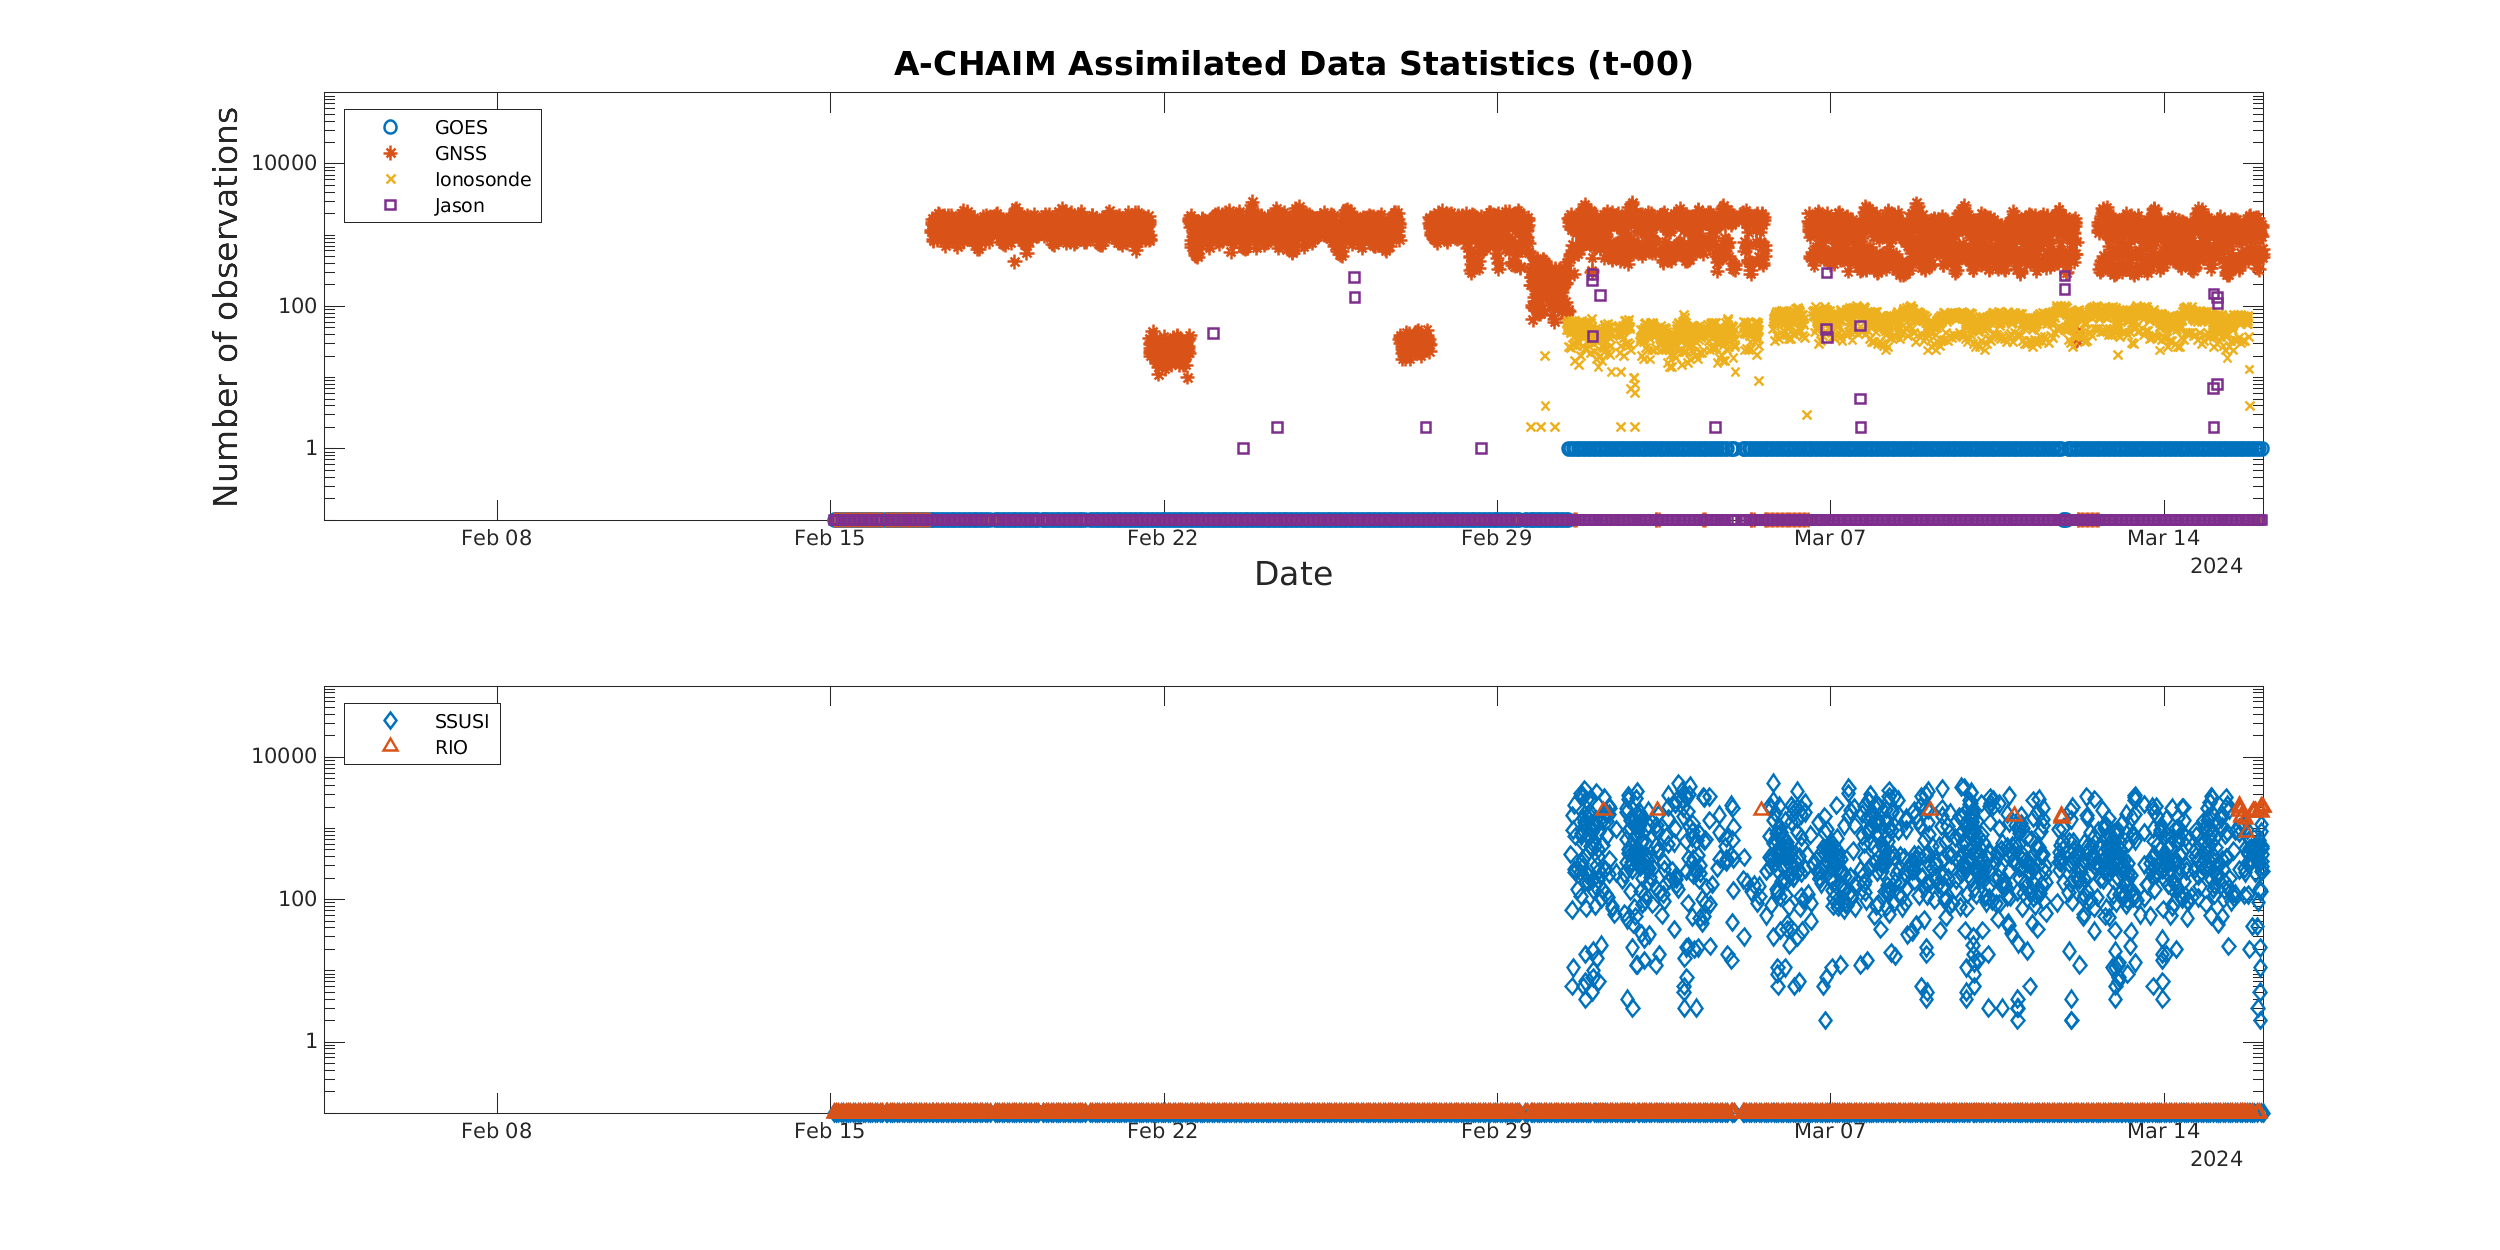 A-CHAIM Assimilated Data Statistics (t-00)
Number of observations
10000
100
1
GOES
GNSS
Ionosonde
Jason
Feb 08
Feb 15
Feb 22
Feb 29
Mar 07
Mar 14
2024
Date
10000
100
1
SSUSI
RIO
Feb 08
Feb 15
Feb 22
Feb 29
Mar 07
Mar 14
2024